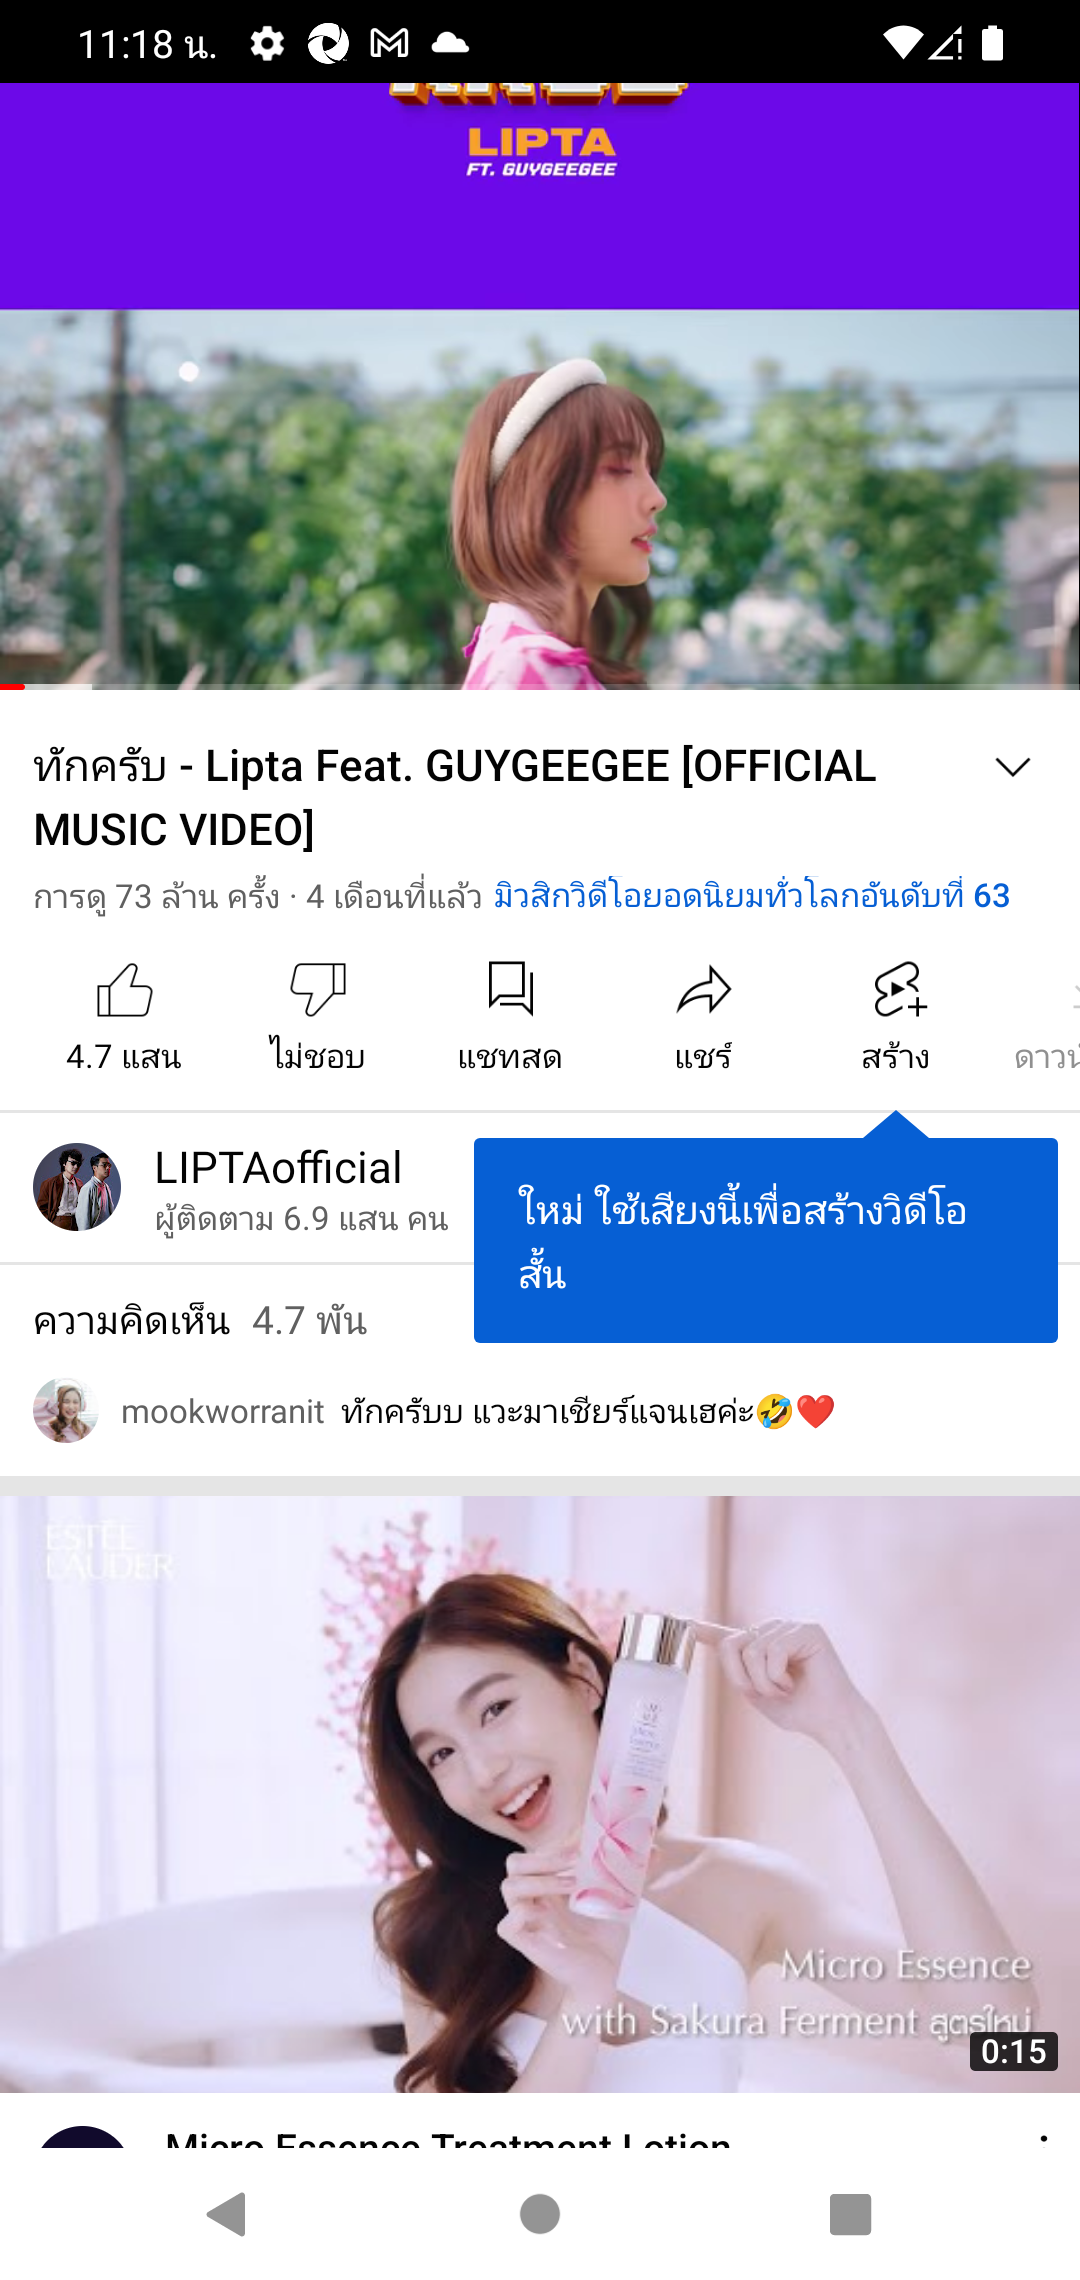 11:18 น.
LIPTA
FT. GUYGEEGEE
ทักครับ - Lipta Feat. GUYGEEGEE [OFFICIAL
MUSIC VIDEO]
การดู 73 ล้าน ครั้ง · 4 เดือนที่แล้ว มิวสิกวิดีโอยอดนิยมทั่วโลกอันดับที่ 63
4.7 แสน ไม่ชอบ แชทสด แชร์ สร้าง
LIPTAofficial
ผู้ติดตาม 6.9 แสน คน
ใหม่ ใช้เสียงนี้เพื่อสร้างวิดีโอ
สั้น
ความคิดเห็น 4.7 พัน
mookworranit ทักครับบ แวะมาเชียร์แจนเฮค่ะ🤣❤️
ESTĒE
LAUDER
Micro Essence
with Sakura Ferment สูตรใหม่
0:15
Micro Essence Treatment Lotion